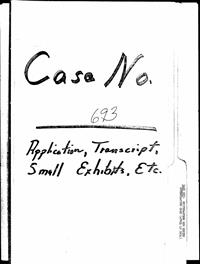 Case No.
693
Application, Transcript,
Small Exhibits, Etc.